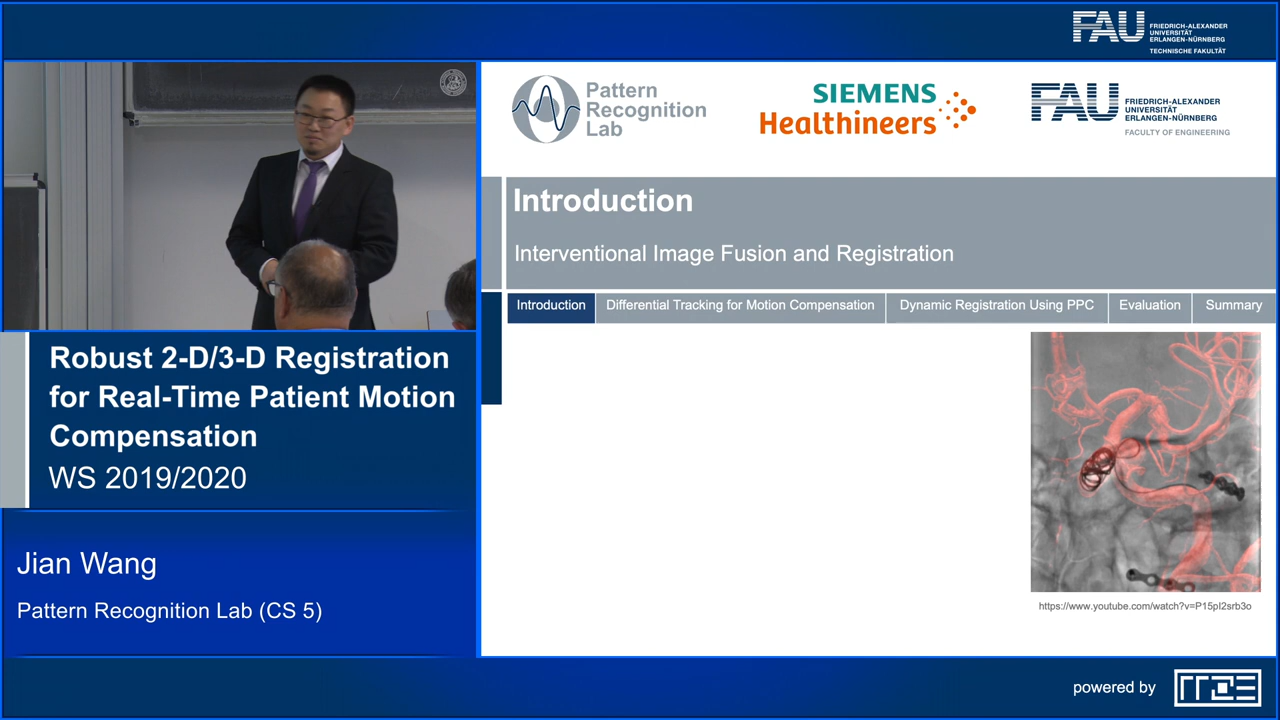 FAU FRIEDRICH-ALEXANDER
UNIVERSITÄT
ERLANGEN-NÜRNBERG
TECHNISCHE FAKULTÄT
Pattern
Recognition
Lab
SIEMENS
Healthineers
FAU FRIEDRICH-ALEXANDER
UNIVERSITÄT
ERLANGEN-NÜRNBERG
FACULTY OF ENGINEERING
Introduction
Interventional Image Fusion and Registration
Introduction
Differential Tracking for Motion Compensation
Dynamic Registration Using PPC
Evaluation
Summary
https://www.youtube.com/watch?v=P15pI2srb3o
Robust 2-D/3-D Registration
for Real-Time Patient Motion
Compensation
WS 2019/2020
Jian Wang
Pattern Recognition Lab (CS 5)
powered by